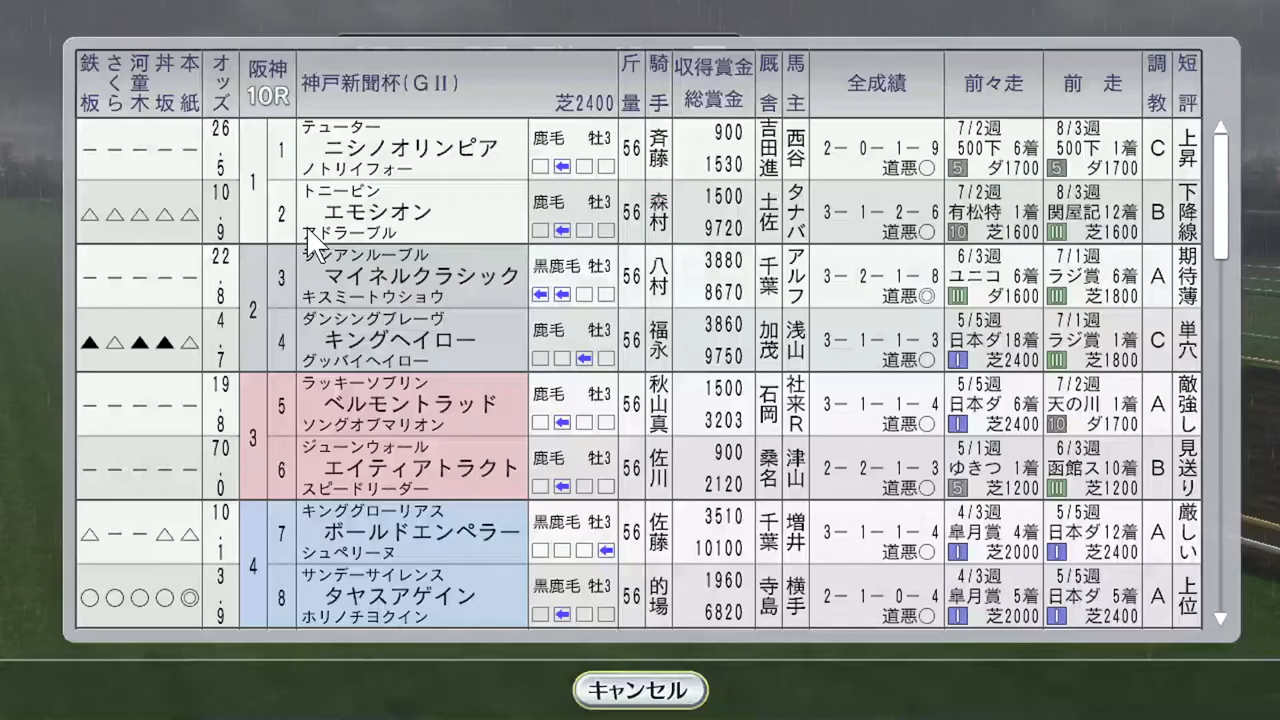 鉄板 さくら 河童木 丼坂 本紙 オッズ 阪神 10R 神戸新聞杯(GⅡ) 芝2400 斤量 騎手 収得賞金 総賞金 厩舎 馬主 全成績 前々走 前走 調教 短評
－－－－－ 26.5 1 1 テューター 鹿毛 牡3 56 斉藤 900 吉田進 西谷 2－0－1－9 7/2週 8/3週 C 上昇
ニシノオリンピア 500下 6着 500下 1着
ノトリイフォー 1530 道悪○ 5 ダ1700 5 ダ1700
△△△△△ 10.9 2 トニービン 鹿毛 牡3 56 森村 1500 土佐 タナバ 3－1－2－6 7/2週 8/3週 B 下降線
エモシオン 有松特 1着 関屋記12着
アドラーブル 9720 道悪○ 10 芝1600 III 芝1600
－－－－－ 22.8 2 3 シアンルーブル 黒鹿毛 牡3 56 八村 3880 千葉 アルフ 3－2－1－8 6/3週 7/1週 A 期待薄
マイネルクラシック ユニコ 6着 ラジ賞 6着
キスミートウショウ 8670 道悪◎ III ダ1600 III 芝1800
▲△▲▲△ 4.7 4 ダンシングブレーヴ 鹿毛 牡3 56 福永 3860 加茂 浅山 3－1－1－3 5/5週 7/1週 C 単穴
キングヘイロー 日本ダ18着 ラジ賞 1着
グッバイヘイロー 9750 道悪○ I 芝2400 III 芝1800
－－－－－ 19.8 3 5 ラッキーソブリン 鹿毛 牡3 56 秋山真 1500 石岡 社来R 3－1－1－4 5/5週 7/2週 A 敵強し
ベルモントラッド 日本ダ 6着 天の川 1着
ソングオブマリオン 3203 道悪○ I 芝2400 10 ダ1700
－－－－－ 70.0 6 ジューンウォール 鹿毛 牡3 56 佐川 900 桑名 津山 2－2－1－3 5/1週 6/3週 B 見送り
エイティアトラクト ゆきつ 1着 函館ス10着
スピードリーダー 2120 道悪○ 5 芝1200 III 芝1200
△－－△△ 10.1 4 7 キンググローリアス 黒鹿毛 牡3 56 佐藤 3510 千葉 増井 3－1－1－4 4/3週 5/5週 A 厳しい
ボールドエンペラー 皐月賞 4着 日本ダ12着
シュペリーヌ 10100 道悪○ I 芝2000 I 芝2400
○○○○◎ 3.9 8 サンデーサイレンス 黒鹿毛 牡3 56 的場 1960 寺島 横手 2－1－0－4 4/3週 5/5週 A 上位
タヤスアゲイン 皐月賞 5着 日本ダ 5着
ホリノチヨクイン 6820 道悪○ I 芝2000 I 芝2400
キャンセル